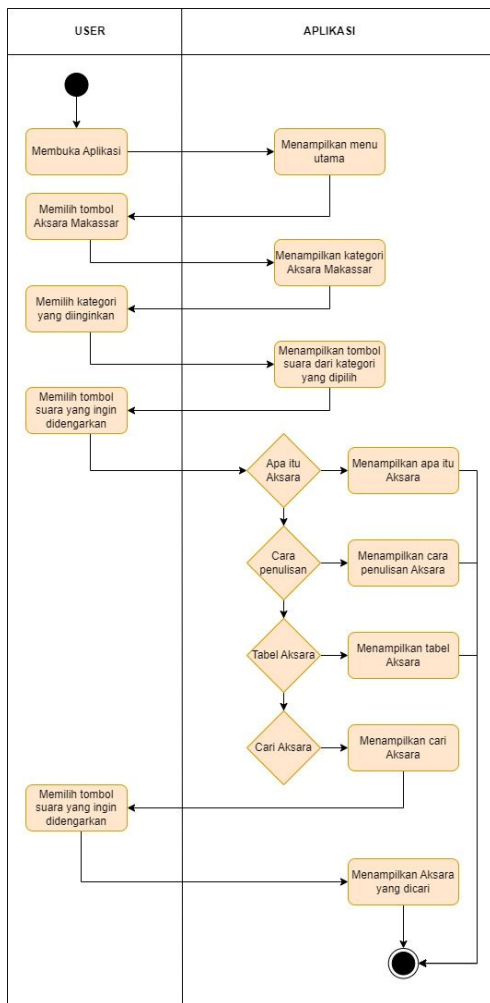 USER
APLIKASI
Membuka Aplikasi
Menampilkan menu
utama
Memilih tombol
Aksara Makassar
Menampilkan kategori
Aksara Makassar
Memilih kategori
yang diinginkan
Menampilkan tombol
suara dari kategori
yang dipilih
Memilih tombol
suara yang ingin
didengarkan
Apa itu
Aksara
Menampilkan apa itu
Aksara
Cara
penulisan
Menampilkan cara
penulisan Aksara
Tabel Aksara
Menampilkan tabel
Aksara
Cari Aksara
Menampilkan cari
Aksara
Memilih tombol
suara yang ingin
didengarkan
Menampilkan Aksara
yang dicari